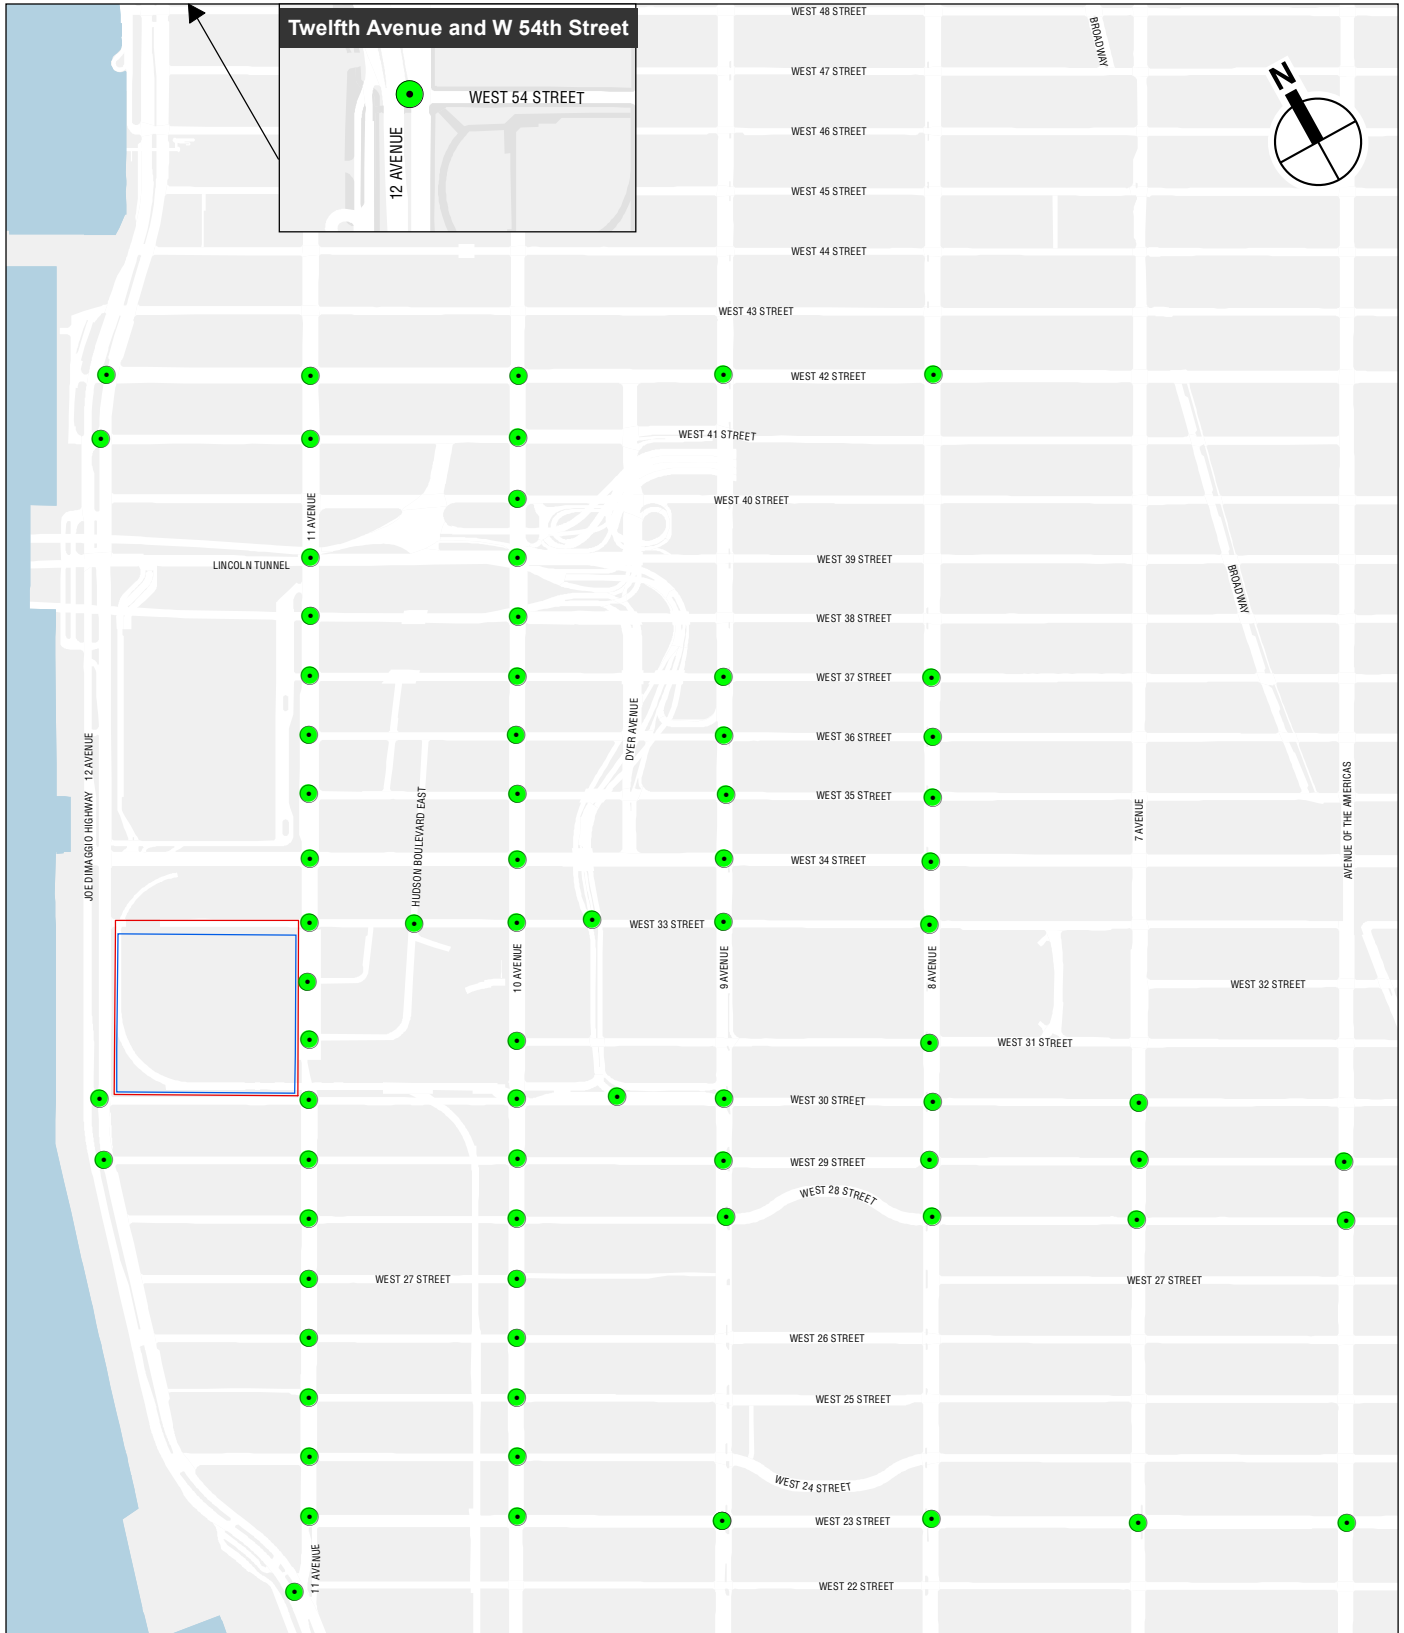 Twelfth Avenue and W 54th Street
WEST 54 STREET
12 AVENUE
WEST 48 STREET
BROADWAY
WEST 47 STREET
N
WEST 46 STREET
WEST 45 STREET
WEST 44 STREET
WEST 43 STREET
WEST 42 STREET
WEST 41 STREET
11 AVENUE
WEST 40 STREET
LINCOLN TUNNEL
WEST 39 STREET
BROADWAY
WEST 38 STREET
WEST 37 STREET
DYER AVENUE
WEST 36 STREET
JOE DIMAGGIO HIGHWAY 12 AVENUE
HUDSON BOULEVARD EAST
WEST 35 STREET
7 AVENUE
AVENUE OF THE AMERICAS
WEST 34 STREET
WEST 33 STREET
10 AVENUE
9 AVENUE
8 AVENUE
WEST 32 STREET
WEST 31 STREET
WEST 30 STREET
WEST 29 STREET
WEST 28 STREET
WEST 27 STREET
WEST 27 STREET
WEST 26 STREET
WEST 25 STREET
WEST 24 STREET
WEST 23 STREET
11 AVENUE
WEST 22 STREET